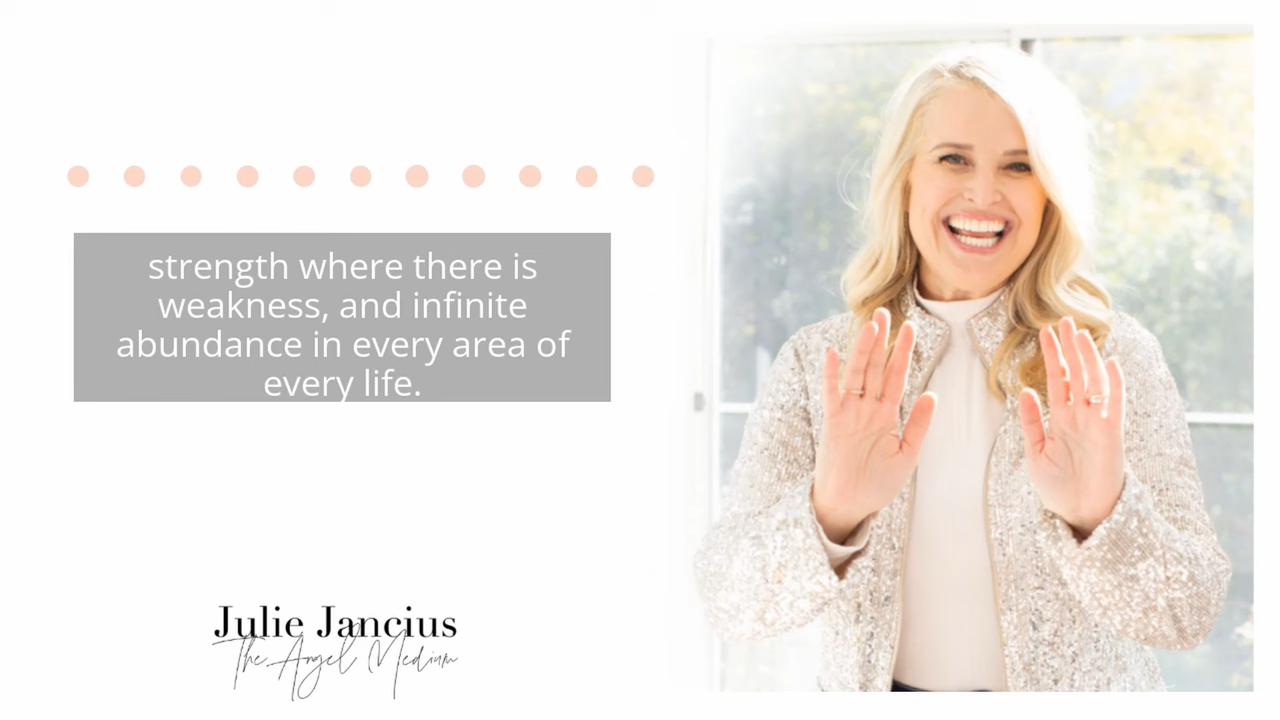 strength where there is
weakness, and infinite
abundance in every area of
every life.
Julie Jancius
The Angel Medium